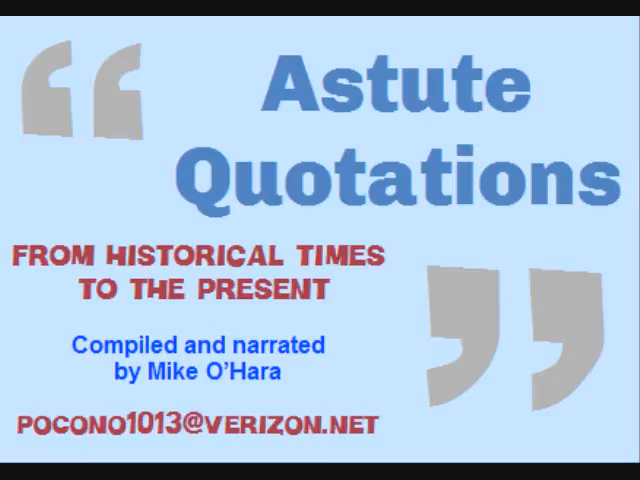 Astute
Quotations
FROM HISTORICAL TIMES
TO THE PRESENT
Compiled and narrated
by Mike O'Hara
POCONO1013@VERIZON.NET